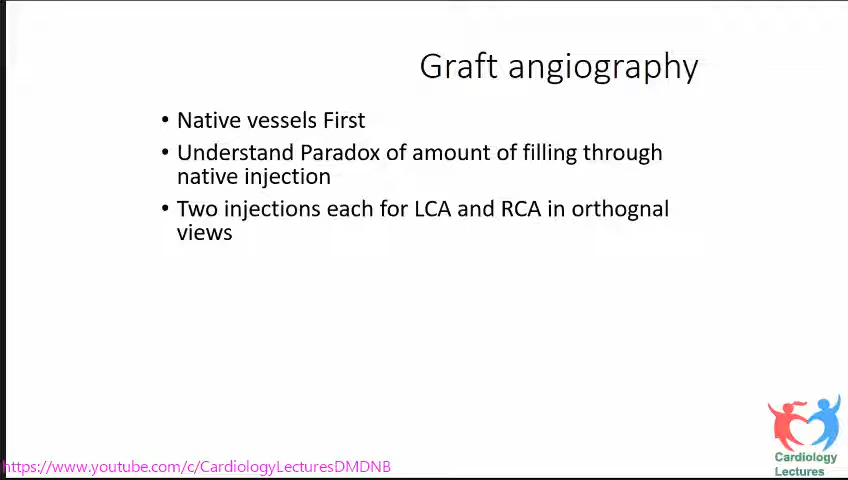 Graft angiography
• Native vessels First
• Understand Paradox of amount of filling through
native injection
• Two injections each for LCA and RCA in orthognal
views
https://www.youtube.com/c/CardiologyLecturesDMDNB
Cardiology
Lectures